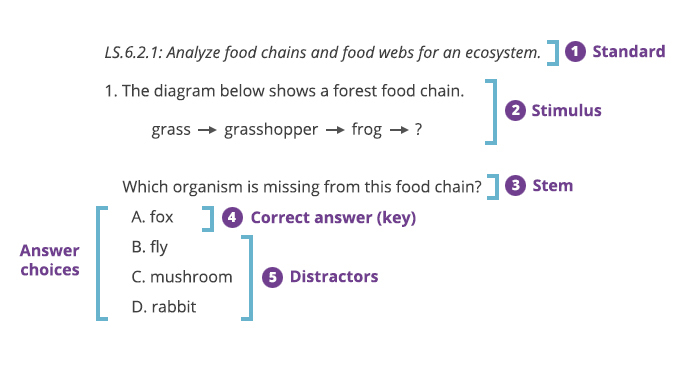 LS.6.2.1: Analyze food chains and food webs for an ecosystem. 1 Standard
1. The diagram below shows a forest food chain.
2 Stimulus
grass → grasshopper → frog → ?
Which organism is missing from this food chain? 3 Stem
A. fox 4 Correct answer (key)
B. fly
Answer choices
C. mushroom 5 Distractors
D. rabbit